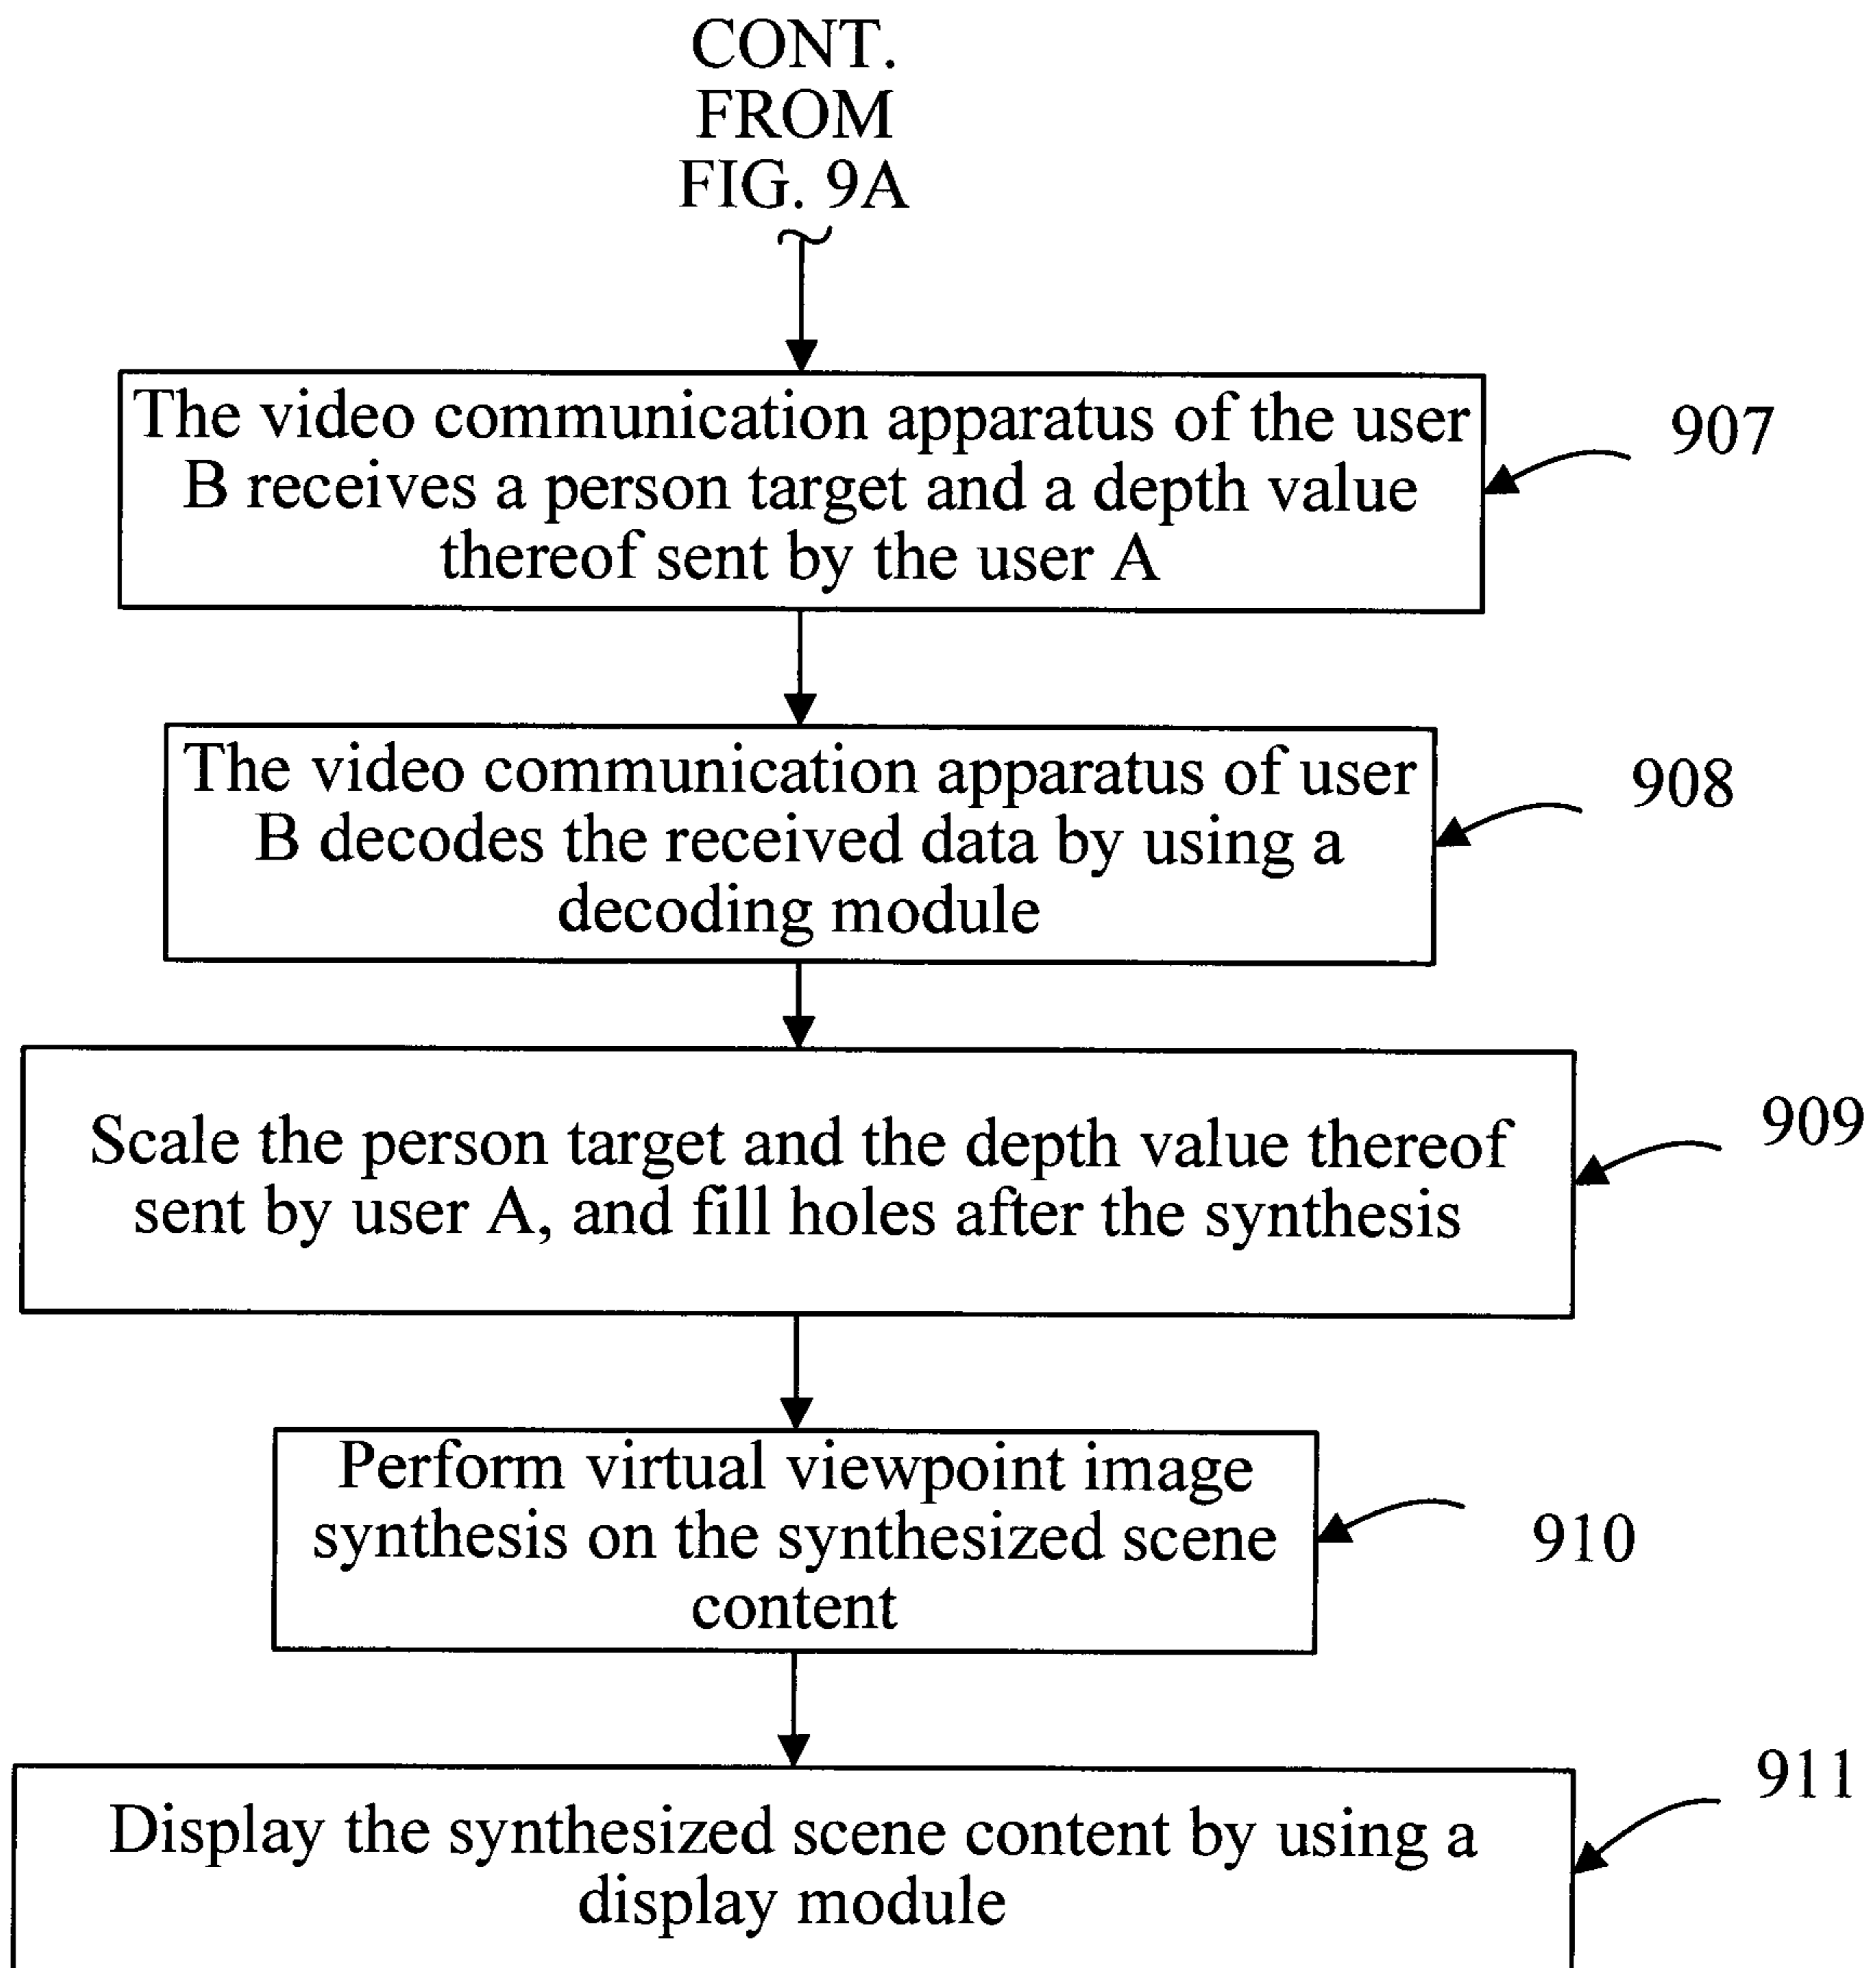 CONT.
FROM
FIG. 9A
The video communication apparatus of the user
B receives a person target and a depth value
thereof sent by the user A
907
The video communication apparatus of user
B decodes the received data by using a
decoding module
908
Scale the person target and the depth value thereof
sent by user A, and fill holes after the synthesis
909
Perform virtual viewpoint image
synthesis on the synthesized scene
content
910
Display the synthesized scene content by using a
display module
911